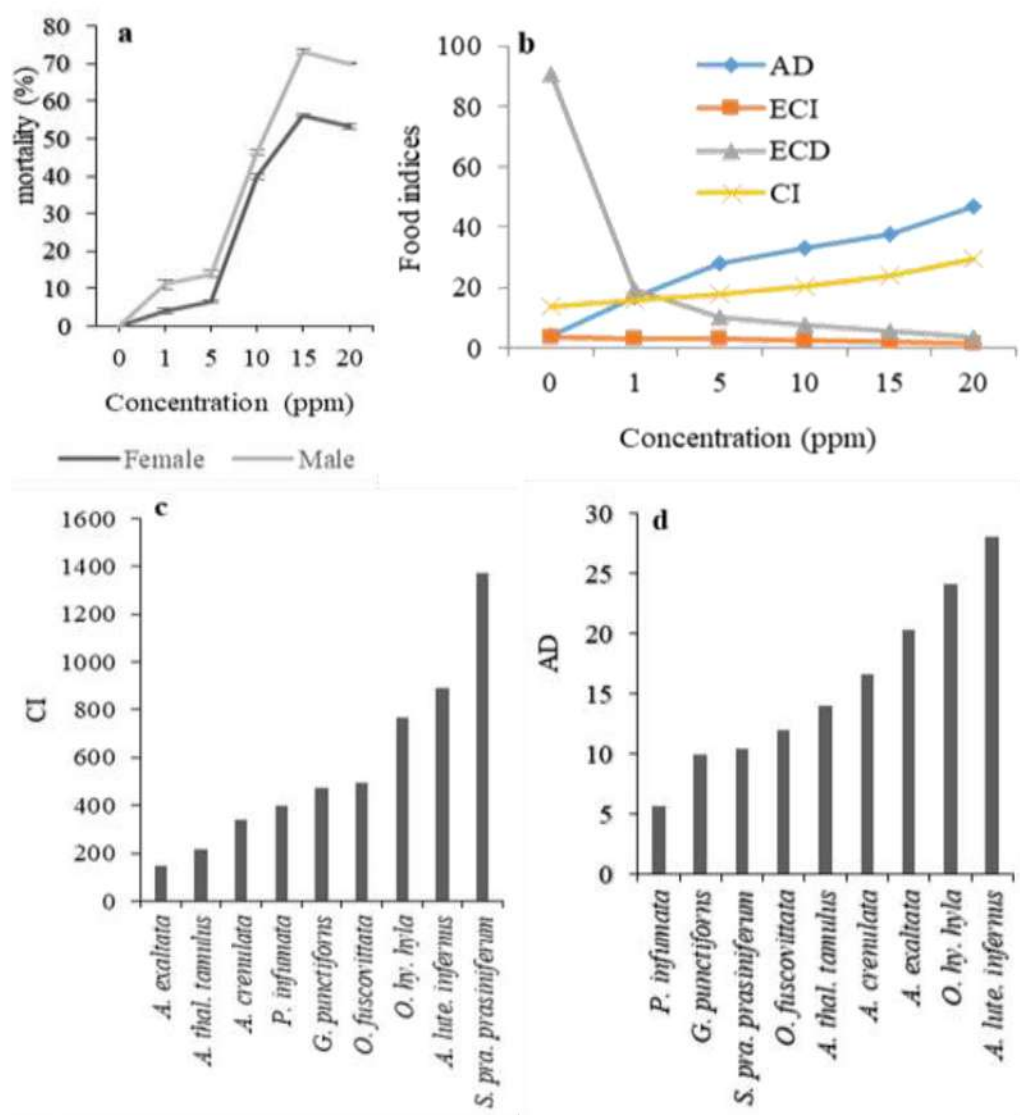 a
80
70
60
50
40
30
20
10
0
mortality (%)
0 1 5 10 15 20
Concentration (ppm)
Female Male
b
100
80
60
40
20
0
Food indices
AD
ECI
ECD
CI
0 1 5 10 15 20
Concentration (ppm)
c
1600
1400
1200
1000
800
600
400
200
0
CI
A. exaltata
A. thal. tamulus
A. crenulata
P. infumata
G. punctiforns
O. fuscovittata
O. hy. hyla
A. lute. infernus
S. pra. prasiniferum
d
30
25
20
15
10
5
0
AD
P. infumata
G. punctiforns
S. pra. prasiniferum
O. fuscovittata
A. thal. tamulus
A. crenulata
A. exaltata
O. hy. hyla
A. lute. infernus